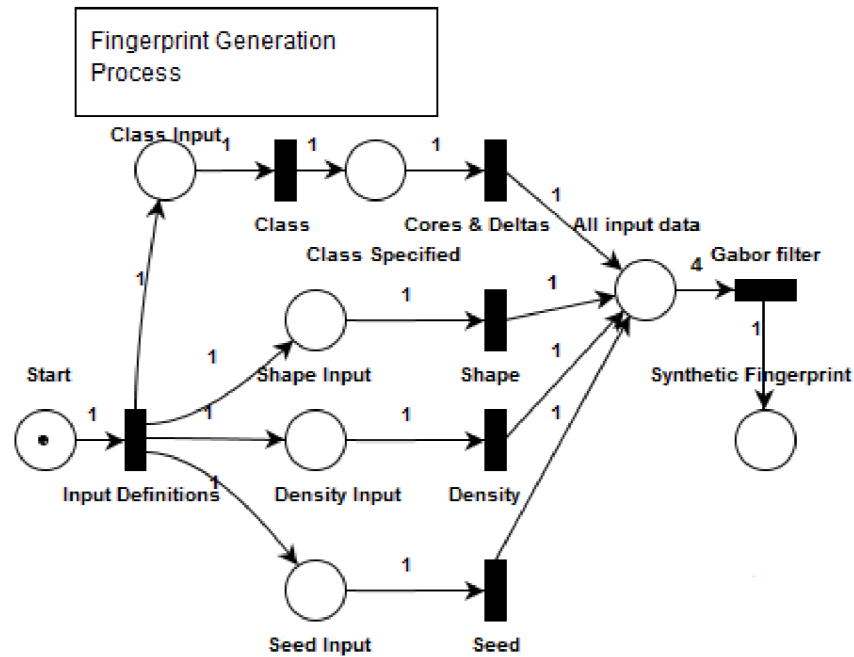 Fingerprint Generation
Process
Class Input
1
1
1
1
Class
Cores & Deltas
All input data
Class Specified
Gabor filter
4
1
1
1
1
1
Start
Shape Input
Shape
Synthetic Fingerprint
1
1
1
1
1
Input Definitions
Density Input
Density
1
1
Seed Input
Seed